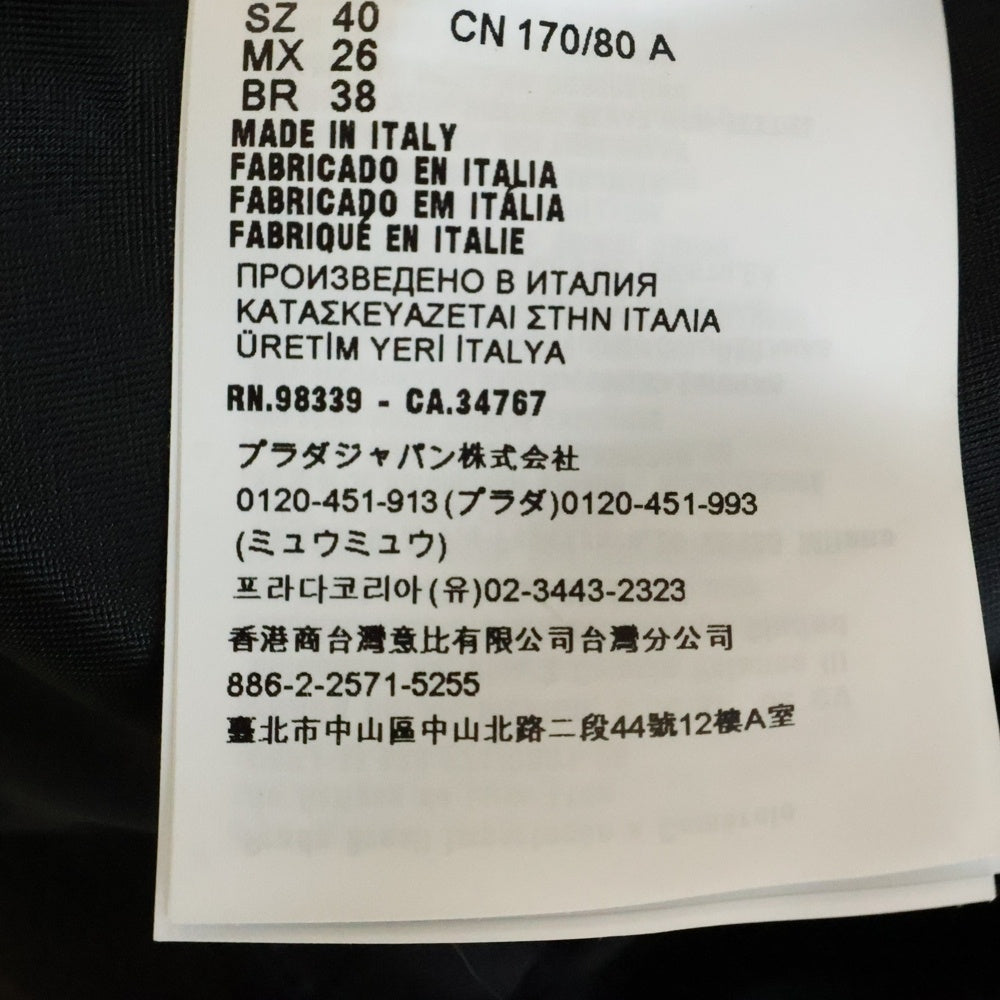 SZ 40 CN 170/80 A
MX 26
BR 38
MADE IN ITALY
FABRICADO EN ITALIA
FABRICADO EM ITÁLIA
FABRIQUÉ EN ITALIE
ПРОИЗВЕДЕНО В ИТАЛИЯ
ΚΑΤΑΣΚΕΥΑΖΕΤΑΙ ΣΤΗΝ ΙΤΑΛΙΑ
ÜRETİM YERİ İTALYA
RN.98339 - CA.34767
プラダジャパン株式会社
0120-451-913(プラダ)0120-451-993
(ミュウミュウ)
프라다코리아(유)02-3443-2323
香港商台灣意比有限公司台灣分公司
886-2-2571-5255
臺北市中山區中山北路二段44號12樓A室